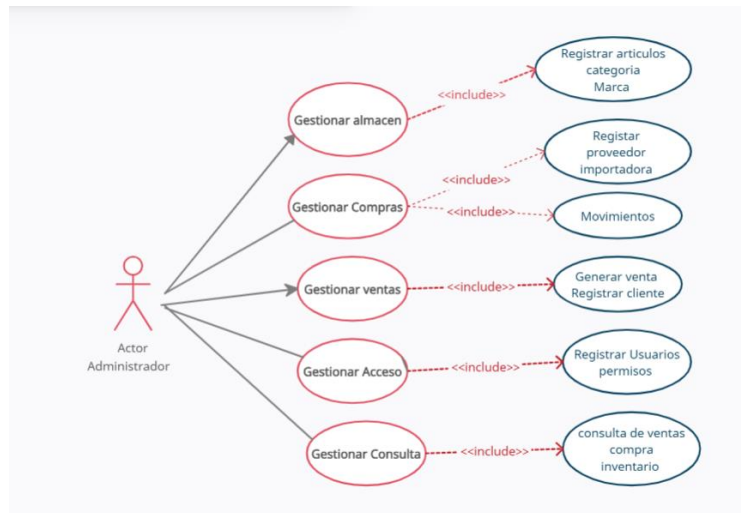 Registrar articulos
categoria
Marca
<<include>>
Gestionar almacen
Registar
proveedor
importadora
<<include>>
Gestionar Compras
<<include>>
Movimientos
Generar venta
Registrar cliente
<<include>>
Gestionar ventas
Actor
Administrador
Registrar Usuarios
permisos
<<include>>
Gestionar Acceso
consulta de ventas
compra
inventario
<<include>>
Gestionar Consulta